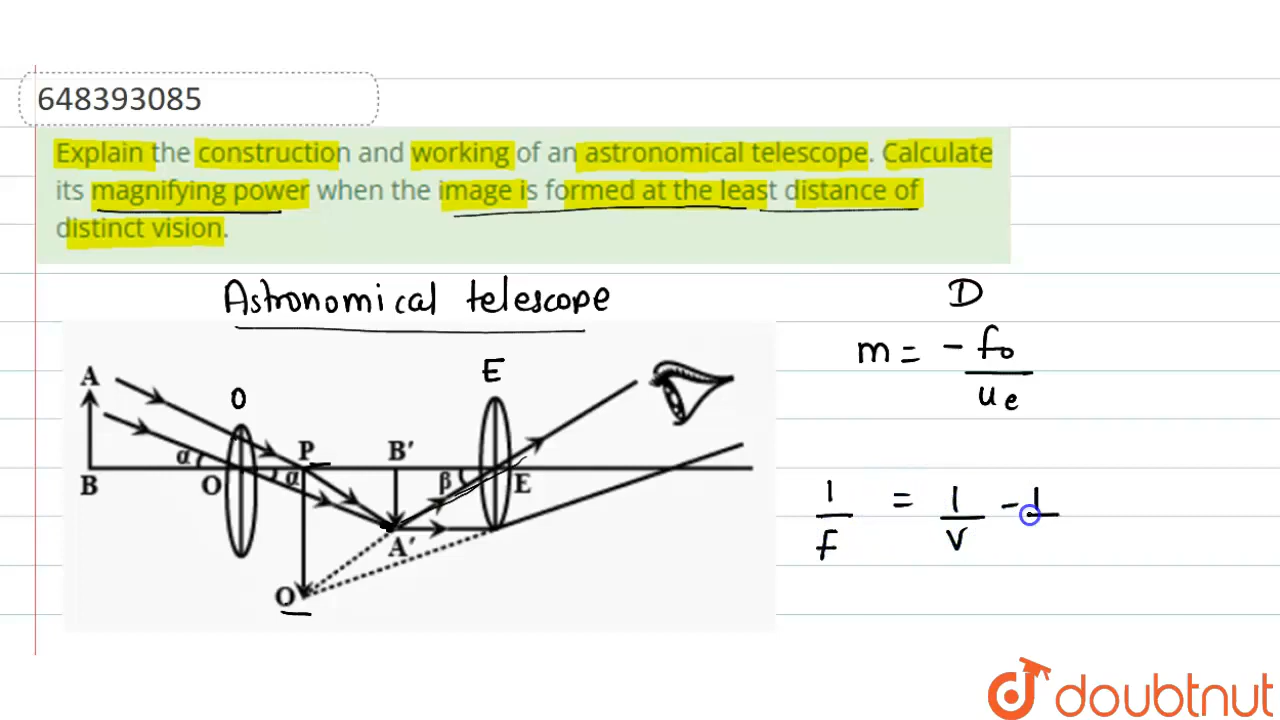 648393085
Explain the construction and working of an astronomical telescope. Calculate
its magnifying power when the image is formed at the least distance of
distinct vision.
Astronomical telescope
D
m = - fo
ue
E
A
O
α
P
B'
B
O
α
β
E
A'
O
1 = 1 - 1
f v
doubtnut